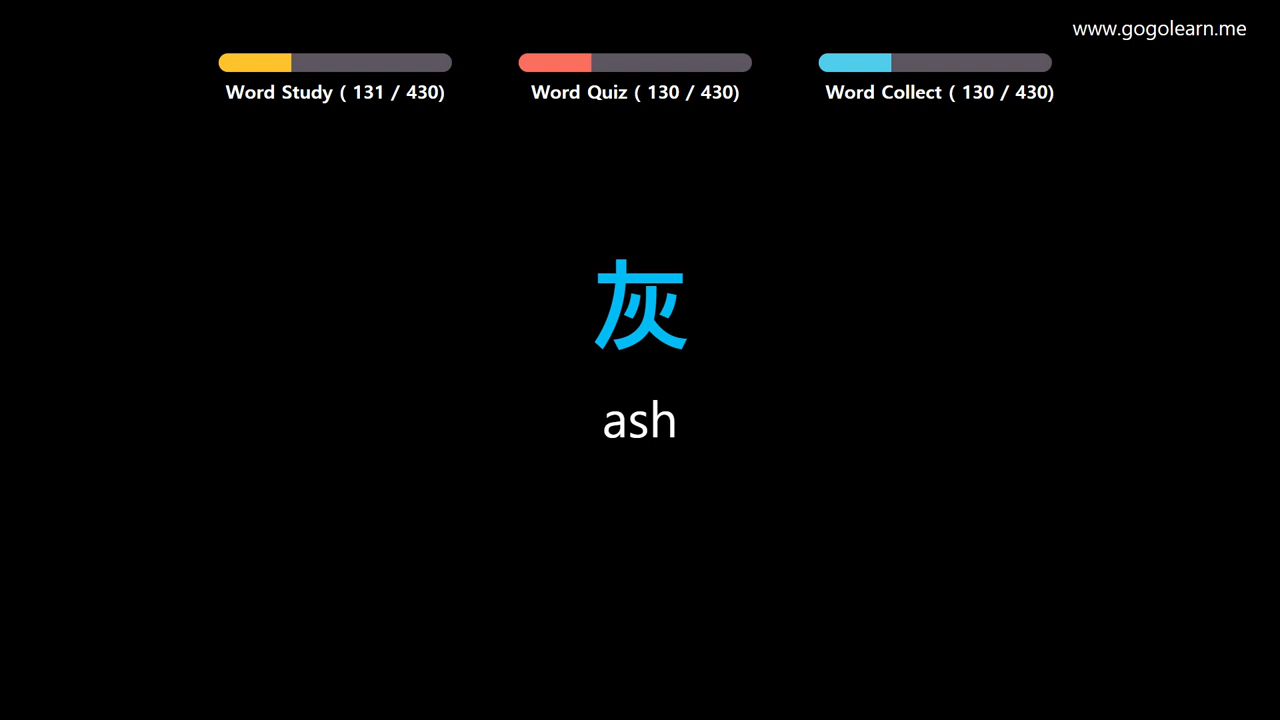 www.gogolearn.me
Word Study ( 131 / 430)
Word Quiz ( 130 / 430)
Word Collect ( 130 / 430)
灰
ash